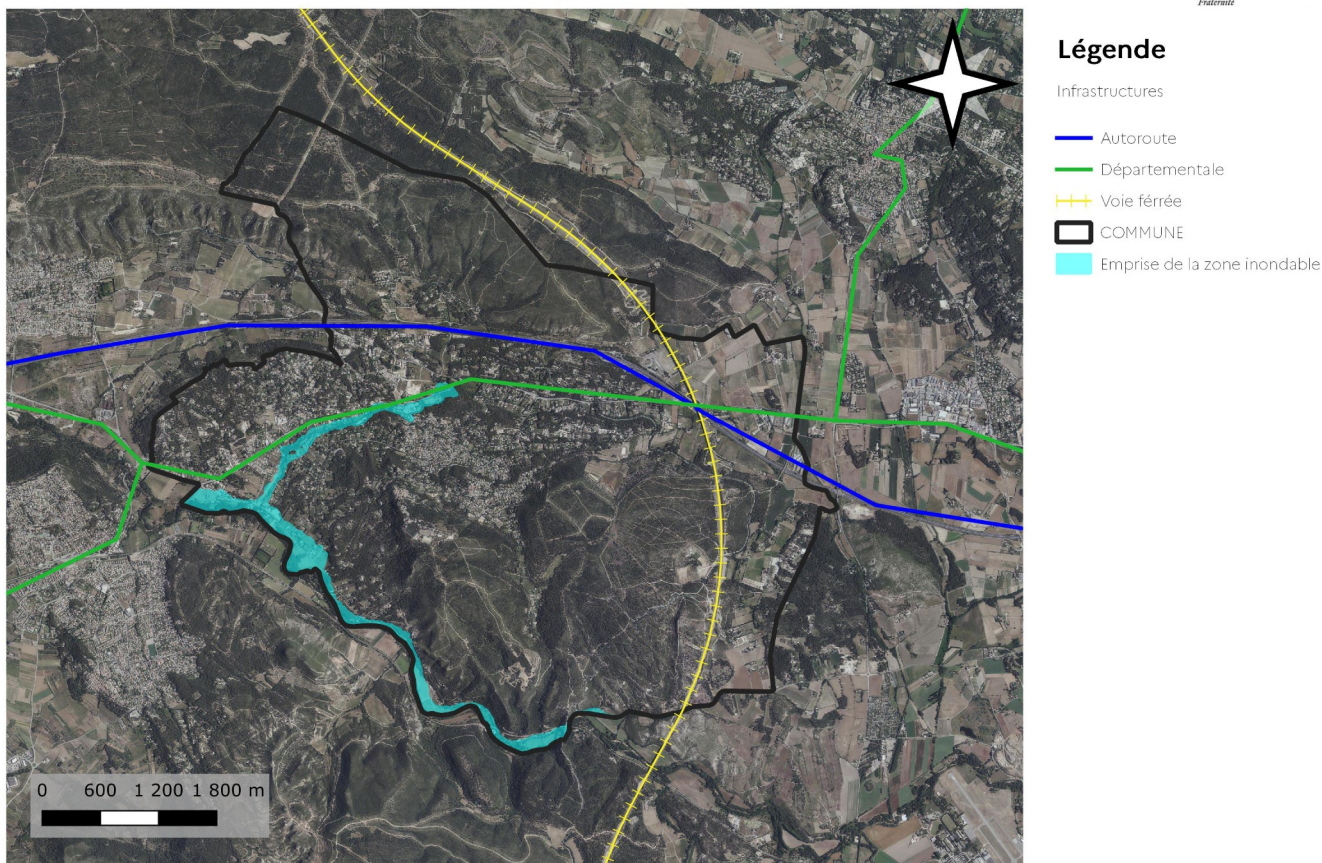 Fraternité
Légende
Infrastructures
Autoroute
Départementale
Voie férrée
COMMUNE
Emprise de la zone inondable
0 600 1 200 1 800 m